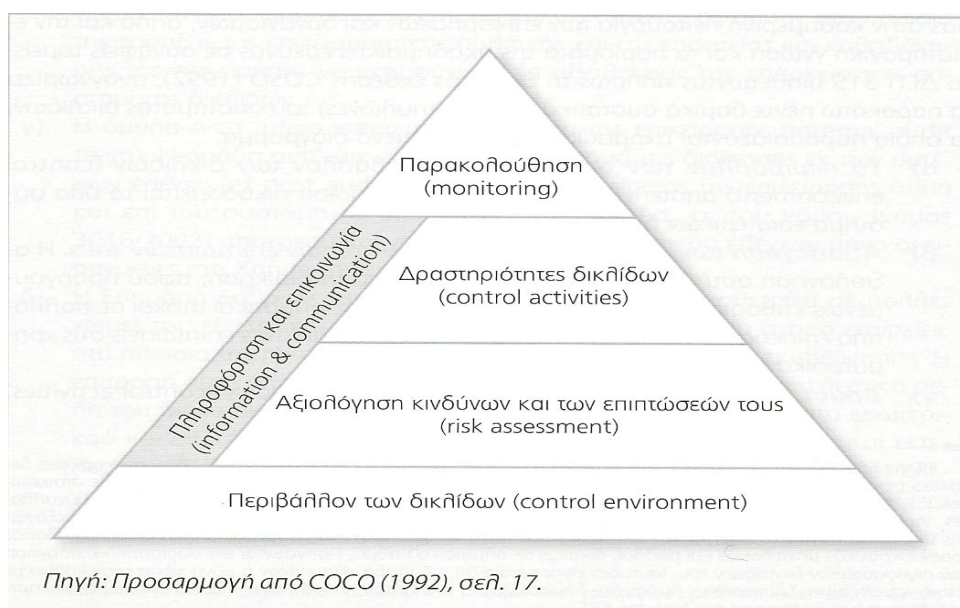 Παρακολούθηση
(monitoring)
Πληροφόρηση και επικοινωνία
(information & communication)
Δραστηριότητες δικλίδων
(control activities)
Αξιολόγηση κινδύνων και των επιπτώσεών τους
(risk assessment)
Περιβάλλον των δικλίδων (control environment)
Πηγή: Προσαρμογή από COCO (1992), σελ. 17.